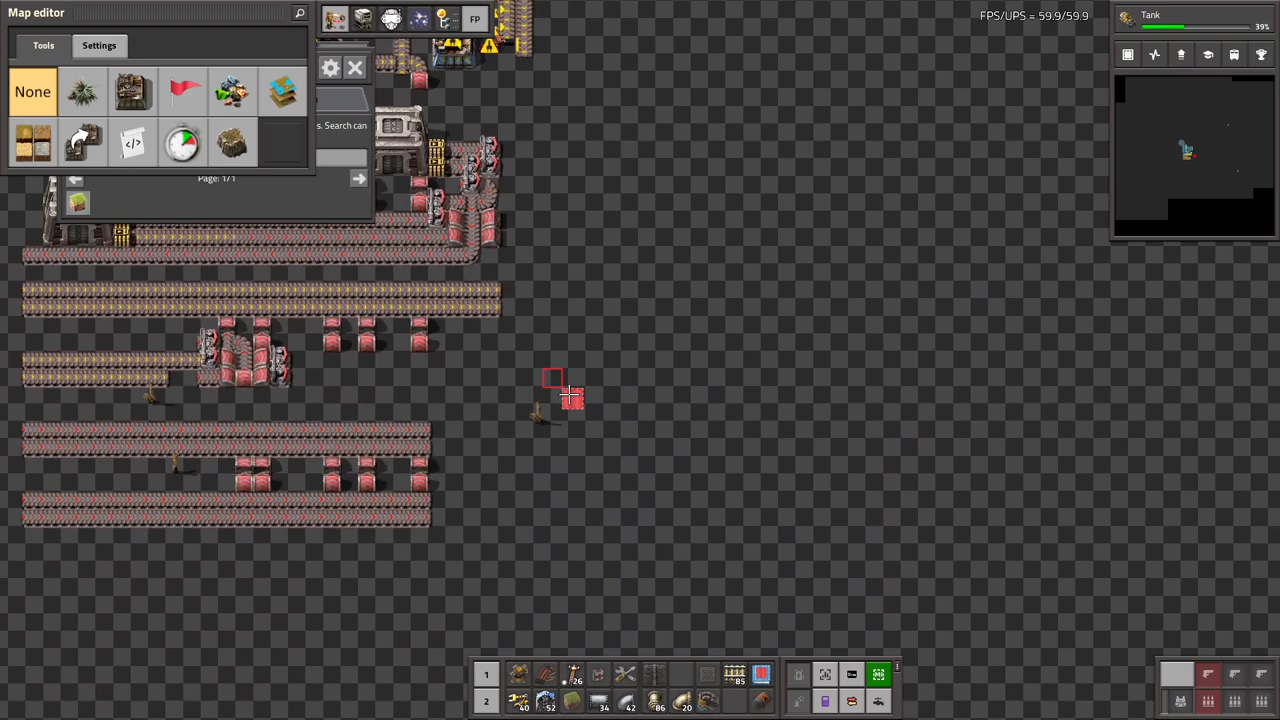 Map editor
FP
FPS/UPS = 59.9/59.9
Tank
39%
Tools
Settings
None
s. Search can
</>
Page: 1/1
1
26
85
2
40
52
34
42
86
20